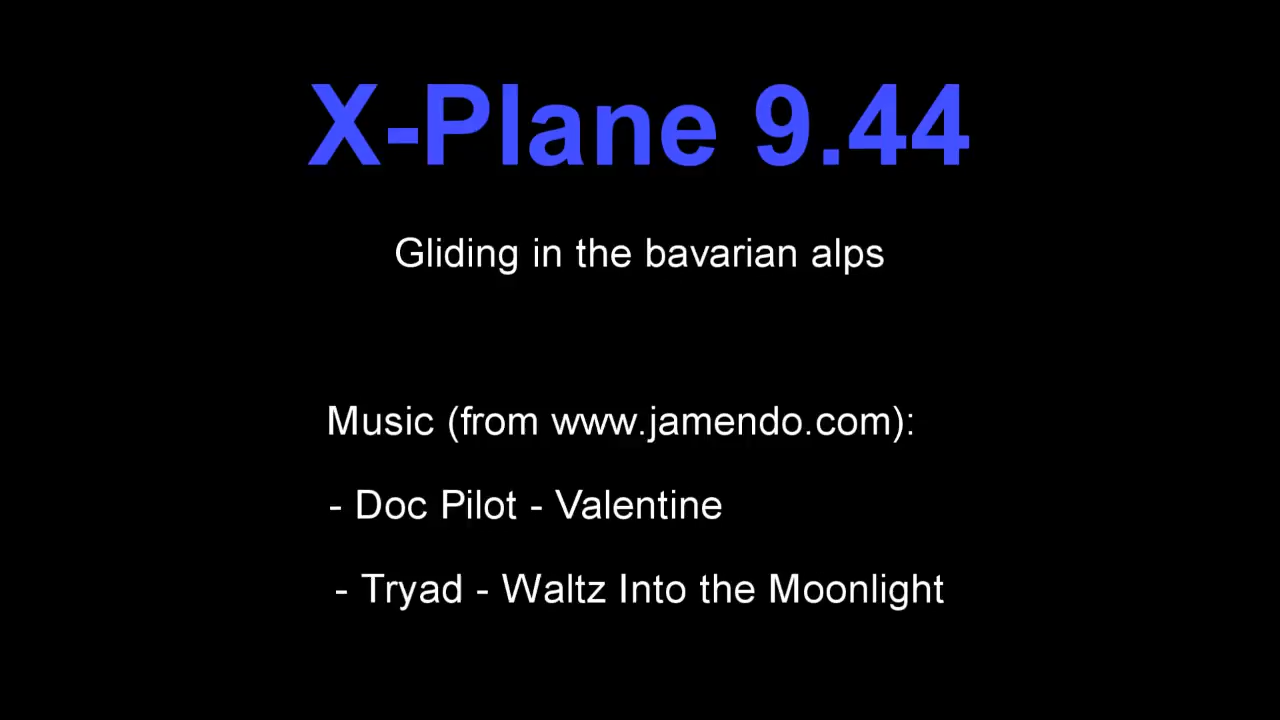 X-Plane 9.44
Gliding in the bavarian alps
Music (from www.jamendo.com):
- Doc Pilot - Valentine
- Tryad - Waltz Into the Moonlight